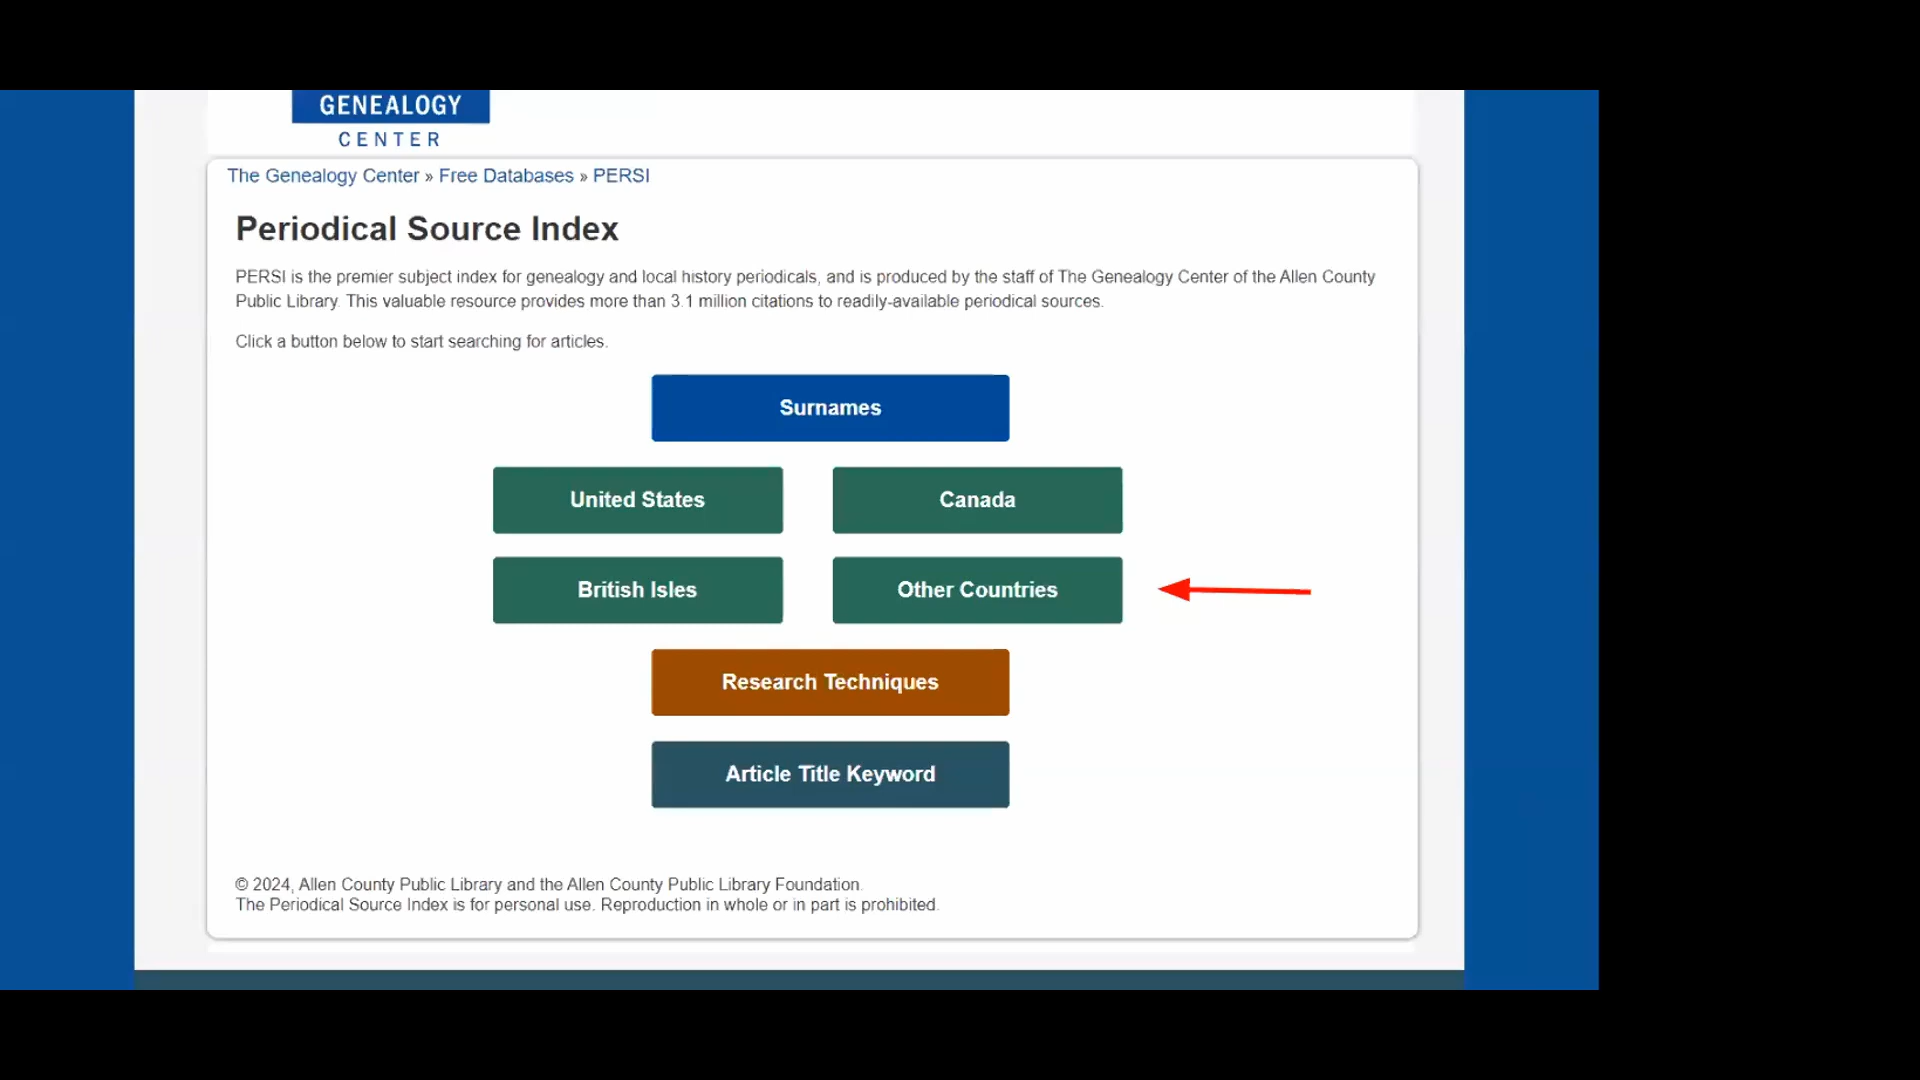 GENEALOGY
CENTER
The Genealogy Center » Free Databases » PERSI
Periodical Source Index
PERSI is the premier subject index for genealogy and local history periodicals, and is produced by the staff of The Genealogy Center of the Allen County
Public Library. This valuable resource provides more than 3.1 million citations to readily-available periodical sources.
Click a button below to start searching for articles.
Surnames
United States
Canada
British Isles
Other Countries
Research Techniques
Article Title Keyword
© 2024, Allen County Public Library and the Allen County Public Library Foundation.
The Periodical Source Index is for personal use. Reproduction in whole or in part is prohibited.